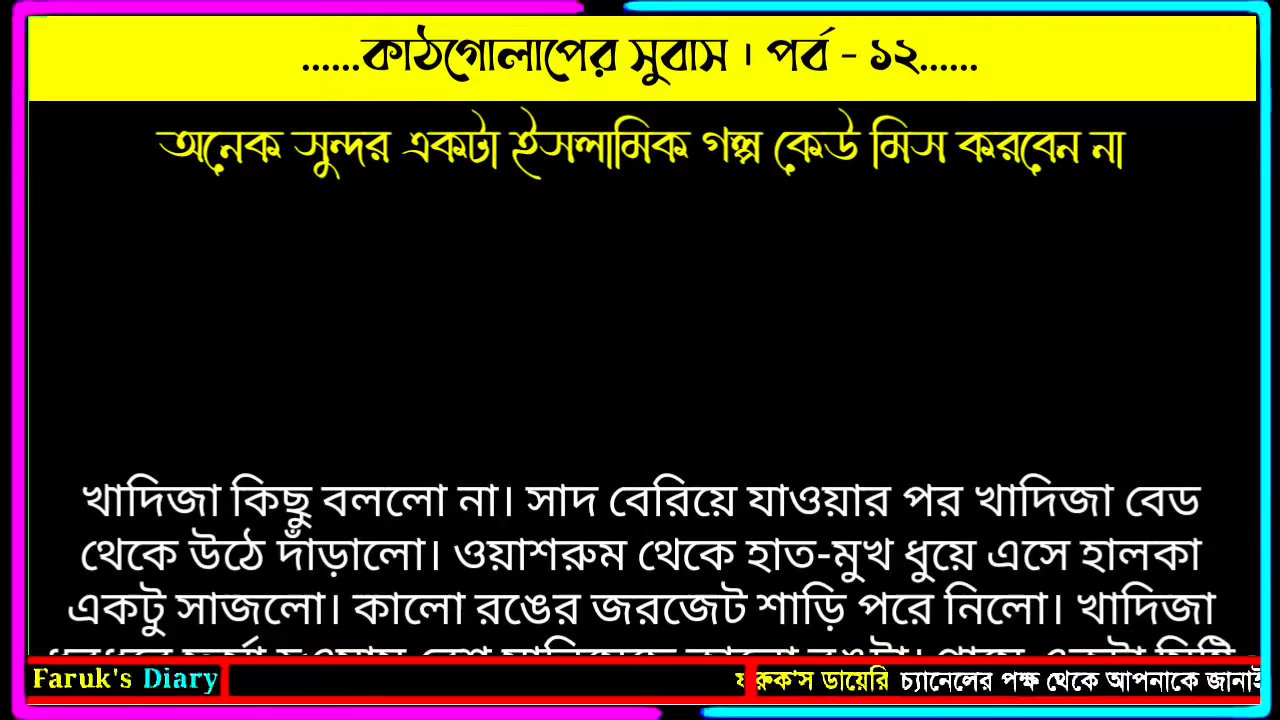 ......কাঠগোলাপের সুবাস । পর্ব - ১২......
অনেক সুন্দর একটা ইসলামিক গল্প কেউ মিস করবেন না
খাদিজা কিছু বললো না। সাদ বেরিয়ে যাওয়ার পর খাদিজা বেড
থেকে উঠে দাঁড়ালো। ওয়াশরুম থেকে হাত-মুখ ধুয়ে এসে হালকা
একটু সাজলো। কালো রঙের জরজেট শাড়ি পরে নিলো। খাদিজা
Faruk's Diary
ফারুক'স ডায়েরি চ্যানেলের পক্ষ থেকে আপনাকে